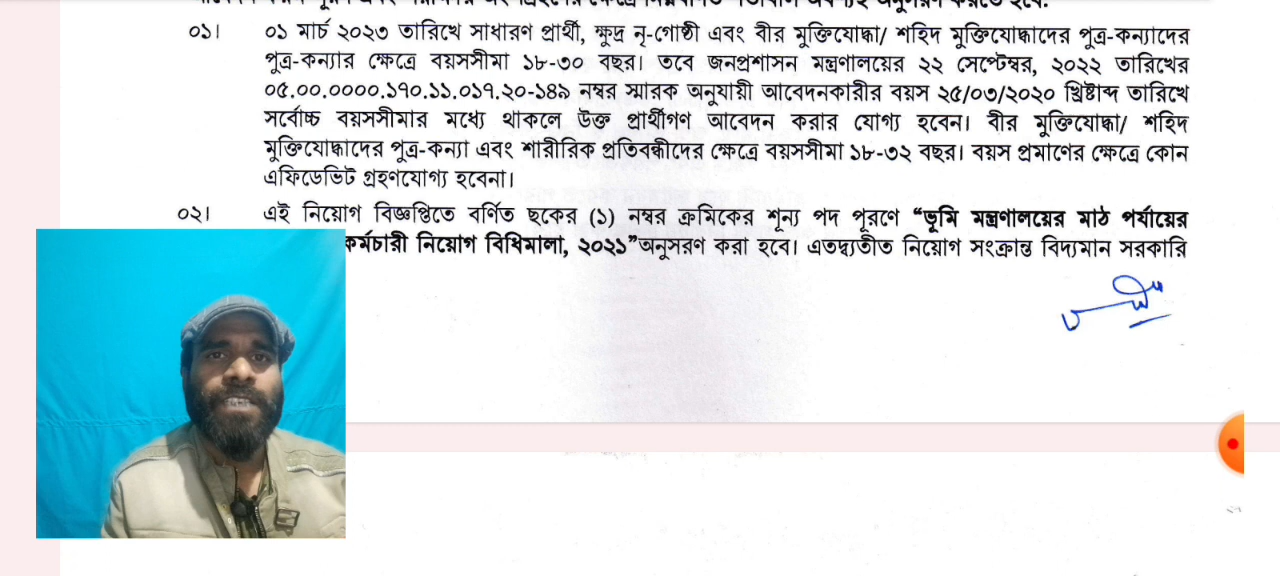 ০১। ০১ মার্চ ২০২৩ তারিখে সাধারণ প্রার্থী, ক্ষুদ্র নৃ-গোষ্ঠী এবং বীর মুক্তিযোদ্ধা/ শহিদ মুক্তিযোদ্ধাদের পুত্র-কন্যাদের
পুত্র-কন্যার ক্ষেত্রে বয়সসীমা ১৮-৩০ বছর। তবে জনপ্রশাসন মন্ত্রণালয়ের ২২ সেপ্টেম্বর, ২০২২ তারিখের
০৫.০০.০০০০.১৭০.১১.০১৭.২০-১৪৯ নম্বর স্মারক অনুযায়ী আবেদনকারীর বয়স ২৫/০৩/২০২০ খ্রিষ্টাব্দ তারিখে
সর্বোচ্চ বয়সসীমার মধ্যে থাকলে উক্ত প্রার্থীগণ আবেদন করার যোগ্য হবেন। বীর মুক্তিযোদ্ধা/ শহিদ
মুক্তিযোদ্ধাদের পুত্র-কন্যা এবং শারীরিক প্রতিবন্ধীদের ক্ষেত্রে বয়সসীমা ১৮-৩২ বছর। বয়স প্রমাণের ক্ষেত্রে কোন
এফিডেভিট গ্রহণযোগ্য হবেনা।
০২। এই নিয়োগ বিজ্ঞপ্তিতে বর্ণিত ছকের (১) নম্বর ক্রমিকের শূন্য পদ পূরণে “ভূমি মন্ত্রণালয়ের মাঠ পর্যায়ের
কর্মচারী নিয়োগ বিধিমালা, ২০২১”অনুসরণ করা হবে। এতদ্ব্যতীত নিয়োগ সংক্রান্ত বিদ্যমান সরকারি